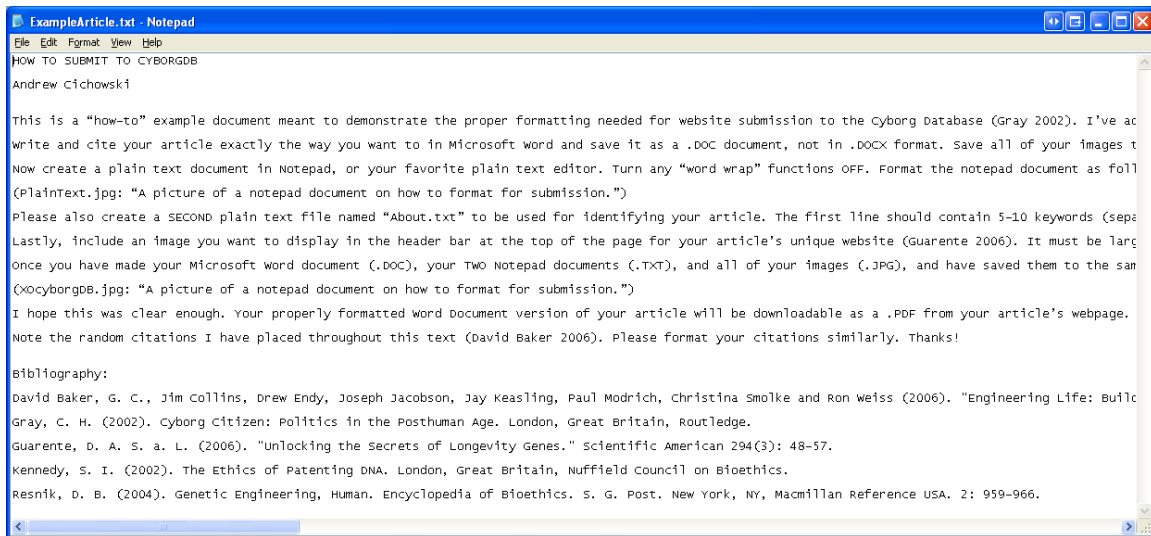 ExampleArticle.txt - Notepad
File Edit Format View Help
HOW TO SUBMIT TO CYBORGDB
Andrew Cichowski
This is a “how-to” example document meant to demonstrate the proper formatting needed for website submission to the Cyborg Database (Gray 2002). I’ve ac
Write and cite your article exactly the way you want to in Microsoft Word and save it as a .DOC document, not in .DOCX format. Save all of your images t
Now create a plain text document in Notepad, or your favorite plain text editor. Turn any “word wrap” functions OFF. Format the notepad document as foll
(PlainText.jpg: “A picture of a notepad document on how to format for submission.”)
Please also create a SECOND plain text file named “About.txt” to be used for identifying your article. The first line should contain 5-10 keywords (sepa
Lastly, include an image you want to display in the header bar at the top of the page for your article’s unique website (Guarente 2006). It must be larg
Once you have made your Microsoft Word document (.DOC), your TWO Notepad documents (.TXT), and all of your images (.JPG), and have saved them to the sam
(XOcyborgDB.jpg: “A picture of a notepad document on how to format for submission.”)
I hope this was clear enough. Your properly formatted Word Document version of your article will be downloadable as a .PDF from your article’s webpage.
Note the random citations I have placed throughout this text (David Baker 2006). Please format your citations similarly. Thanks!
Bibliography:
David Baker, G. C., Jim Collins, Drew Endy, Joseph Jacobson, Jay Keasling, Paul Modrich, Christina Smolke and Ron Weiss (2006). "Engineering Life: Builc
Gray, C. H. (2002). Cyborg Citizen: Politics in the Posthuman Age. London, Great Britain, Routledge.
Guarente, D. A. S. a. L. (2006). "Unlocking the Secrets of Longevity Genes." Scientific American 294(3): 48-57.
Kennedy, S. I. (2002). The Ethics of Patenting DNA. London, Great Britain, Nuffield Council on Bioethics.
Resnik, D. B. (2004). Genetic Engineering, Human. Encyclopedia of Bioethics. S. G. Post. New York, NY, Macmillan Reference USA. 2: 959-966.